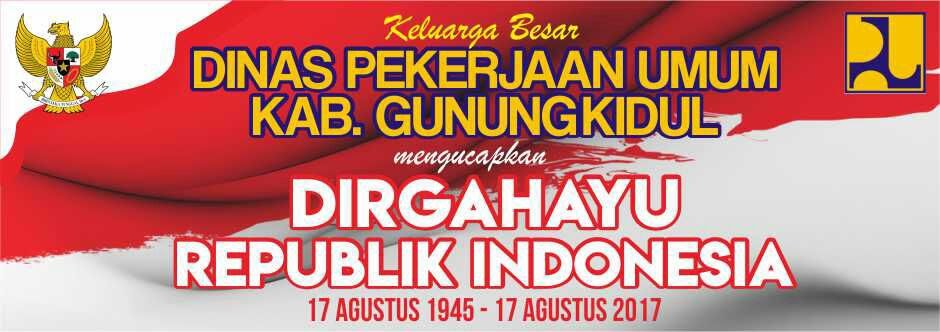 Keluarga Besar
DINAS PEKERJAAN UMUM
KAB. GUNUNGKIDUL
mengucapkan
DIRGAHAYU
REPUBLIK INDONESIA
17 AGUSTUS 1945 - 17 AGUSTUS 2017